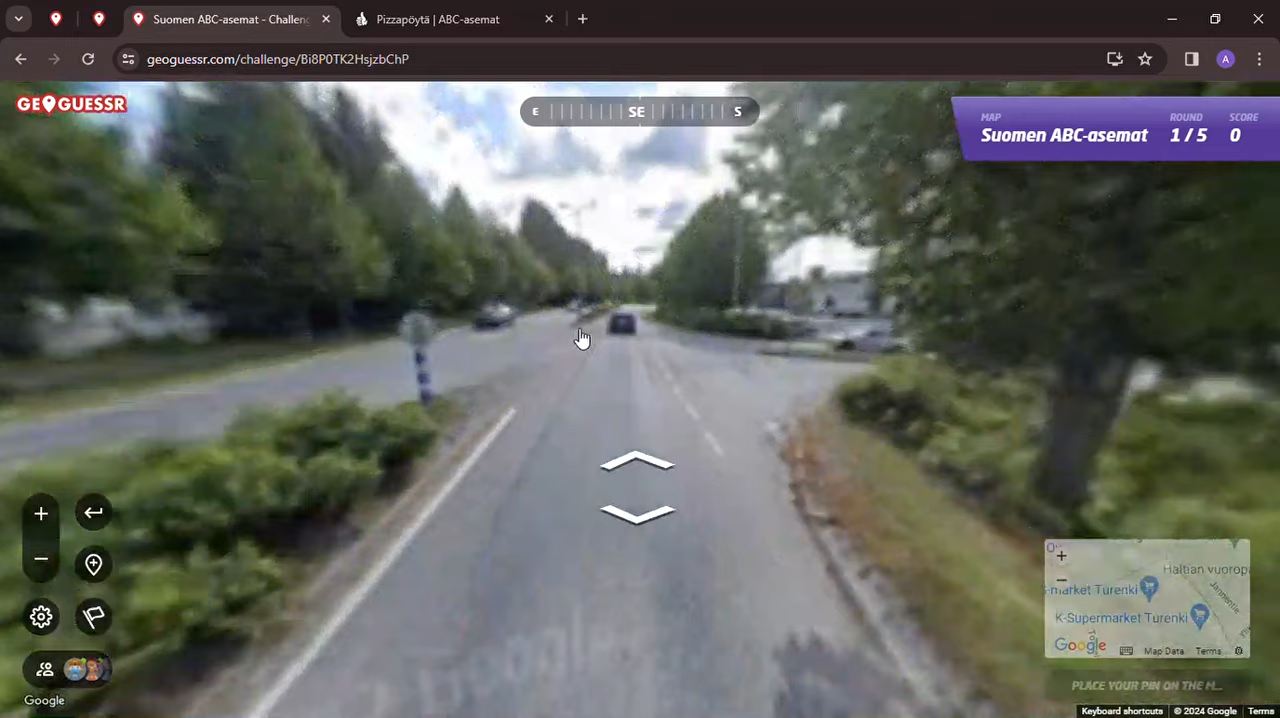 Suomen ABC-asemat - Challeng
Pizzapöytä | ABC-asemat
geoguessr.com/challenge/Bi8P0TK2HsjzbChP
A
GEOGUESSR
E SE S
MAP ROUND SCORE
Suomen ABC-asemat 1 / 5 0
Haltian vuorop
-market Turenki
K-Supermarket Turenki
Google
Map Data
Terms
PLACE YOUR PIN ON THE M...
Google
Keyboard shortcuts
© 2024 Google
Terms